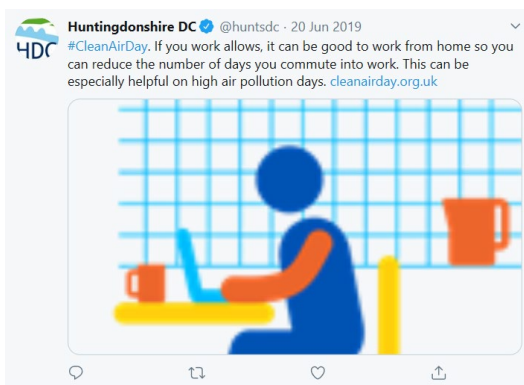 Huntingdonshire DC @huntsdc · 20 Jun 2019
#CleanAirDay. If you work allows, it can be good to work from home so you
can reduce the number of days you commute into work. This can be
especially helpful on high air pollution days. cleanairday.org.uk
HDC